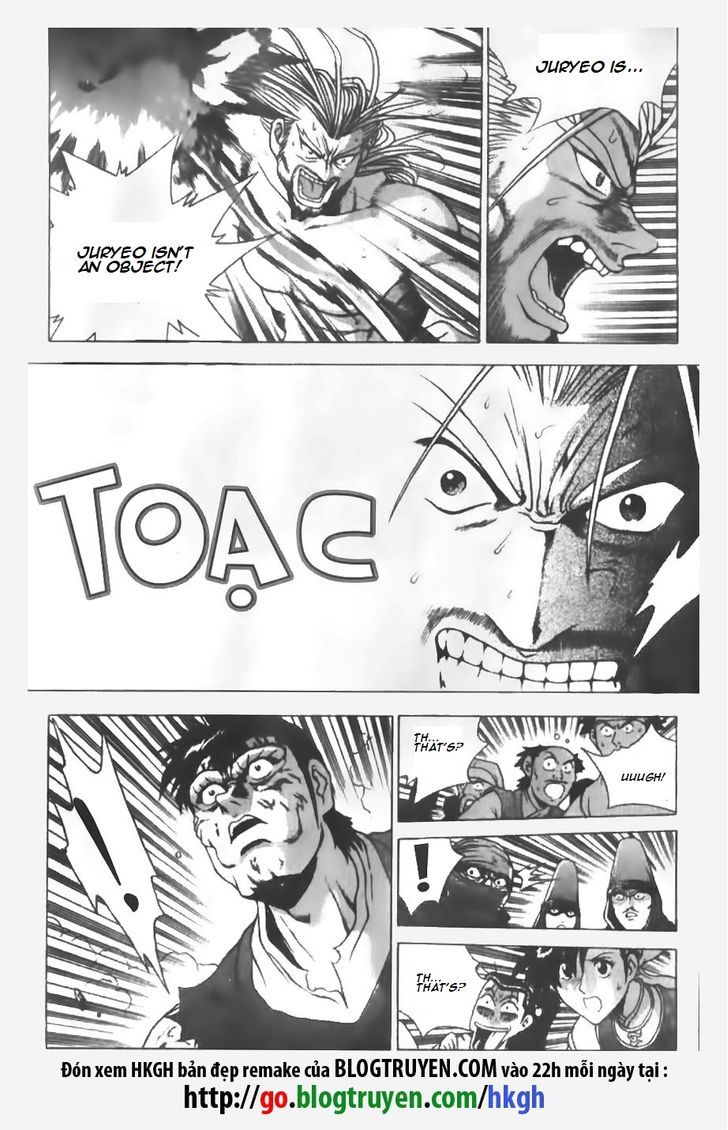 JURYEO ISN'T
AN OBJECT!
JURYEO IS...
TOẠC
!
TH...
THAT'S?
UUUGH!
!
TH...
THAT'S?
Đón xem HKGH bản đẹp remake của BLOGTRUYEN.COM vào 22h mỗi ngày tại :
http://go.blogtruyen.com/hkgh